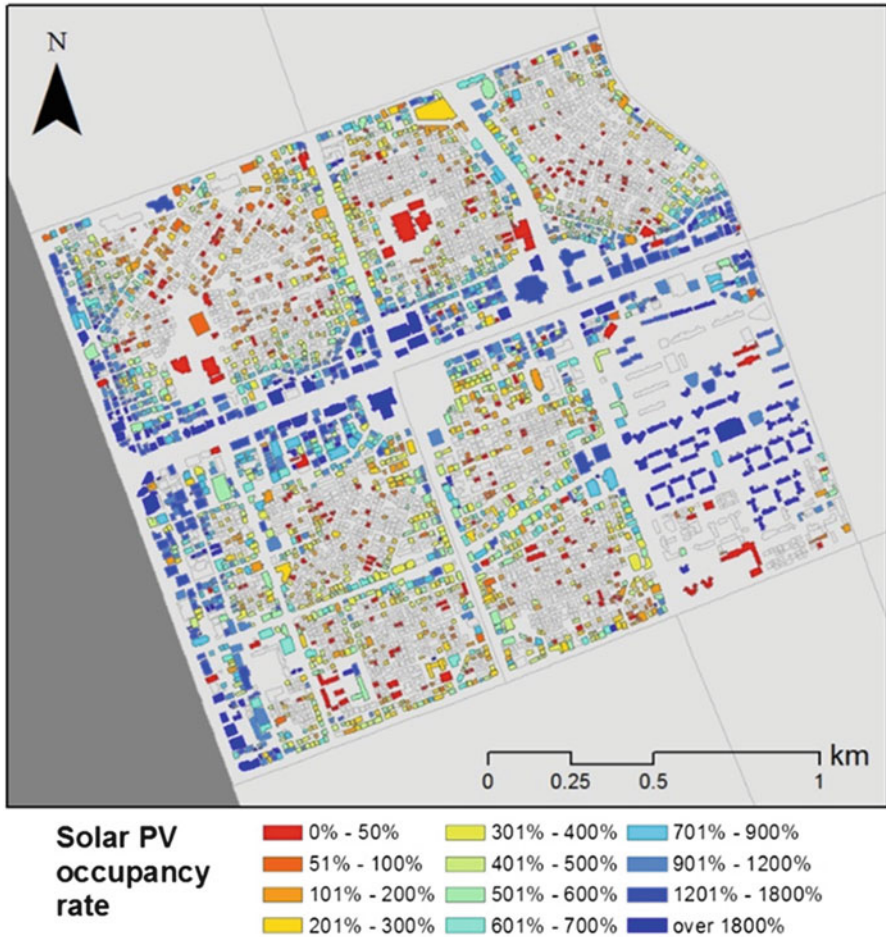 N
km
0 0.25 0.5 1
Solar PV
occupancy
rate
0% - 50%
51% - 100%
101% - 200%
201% - 300%
301% - 400%
401% - 500%
501% - 600%
601% - 700%
701% - 900%
901% - 1200%
1201% - 1800%
over 1800%